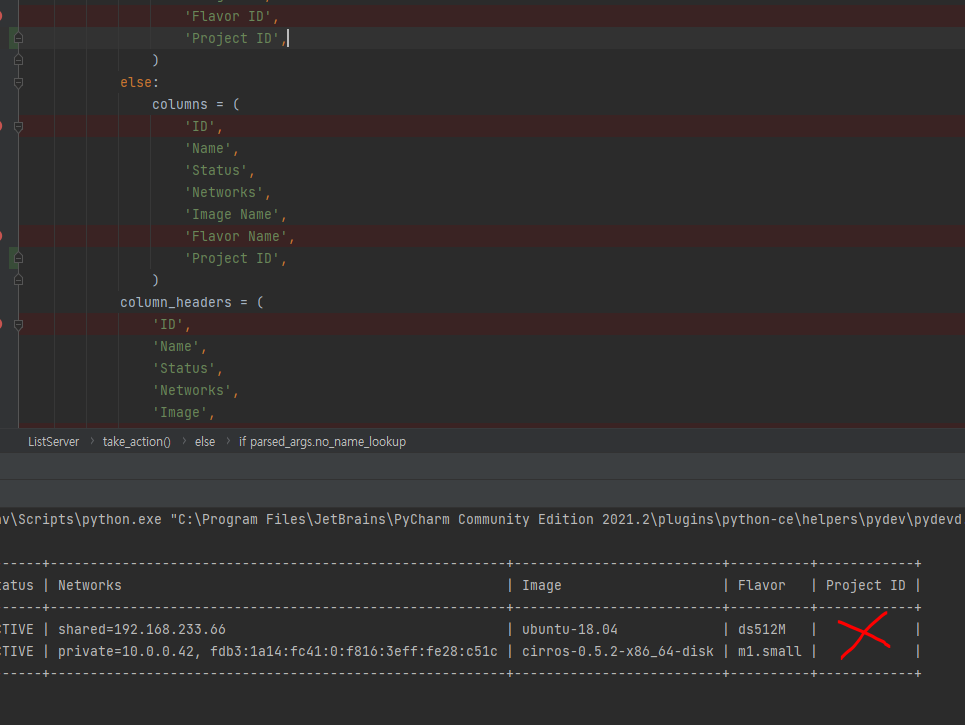 'Flavor ID',
'Project ID',
)
else:
columns = (
'ID',
'Name',
'Status',
'Networks',
'Image Name',
'Flavor Name',
'Project ID',
)
column_headers = (
'ID',
'Name',
'Status',
'Networks',
'Image',
ListServer > take_action() > else > if parsed_args.no_name_lookup
v\Scripts\python.exe "C:\Program Files\JetBrains\PyCharm Community Edition 2021.2\plugins\python-ce\helpers\pydev\pydevd
-----+--------------------------------------------------------+--------------------------+----------+------------+
atus | Networks | Image | Flavor | Project ID |
-----+--------------------------------------------------------+--------------------------+----------+------------+
CTIVE | shared=192.168.233.66 | ubuntu-18.04 | ds512M | |
CTIVE | private=10.0.0.42, fdb3:1a14:fc41:0:f816:3eff:fe28:c51c | cirros-0.5.2-x86_64-disk | m1.small | |
-----+--------------------------------------------------------+--------------------------+----------+------------+